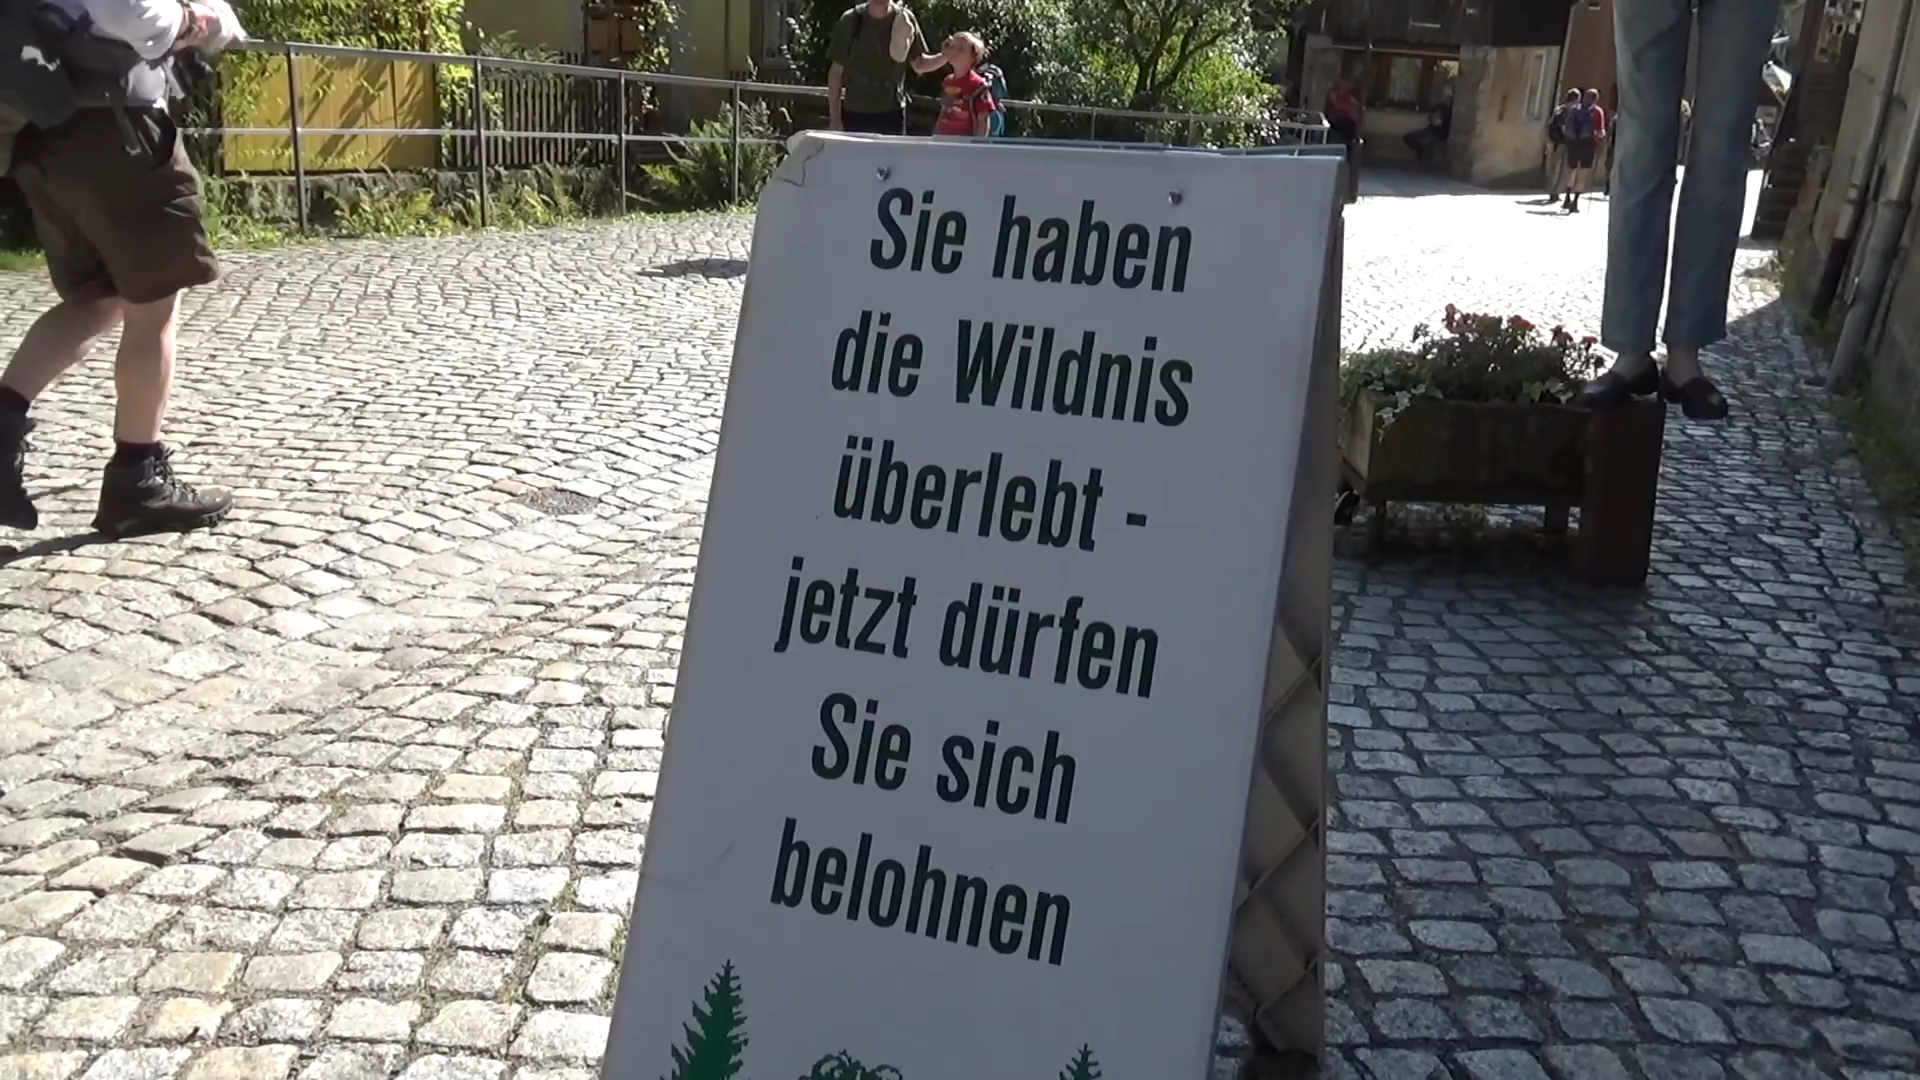 Sie haben
die Wildnis
überlebt -
jetzt dürfen
Sie sich
belohnen